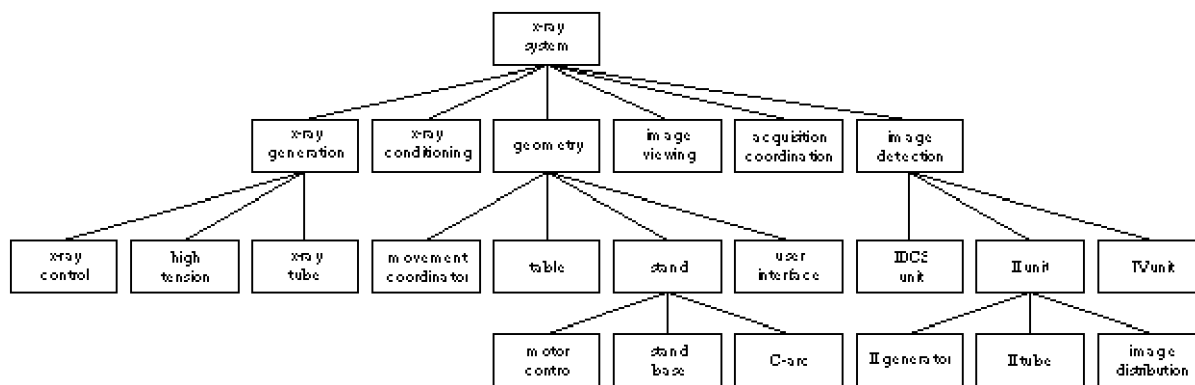 x-ray
system
x-ray
generation
x-ray
conditioning
geometry
image
viewing
acquisition
coordination
image
detection
x-ray
control
high
tension
x-ray
tube
movement
coordinator
table
stand
user
interface
IDCS
unit
II unit
TV unit
motor
control
stand
base
C-arc
II generator
II tube
image
distribution